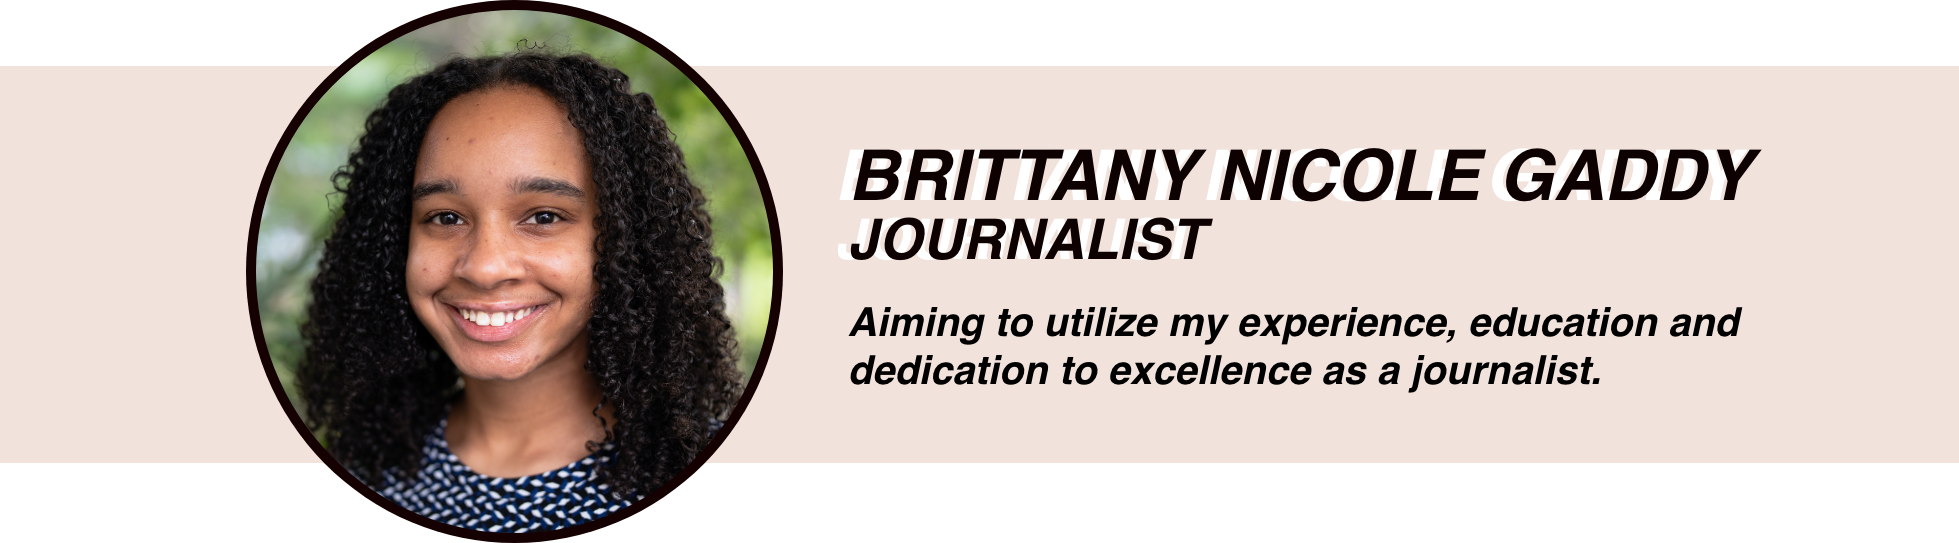 BRITTANY NICOLE GADDY
JOURNALIST
Aiming to utilize my experience, education and
dedication to excellence as a journalist.